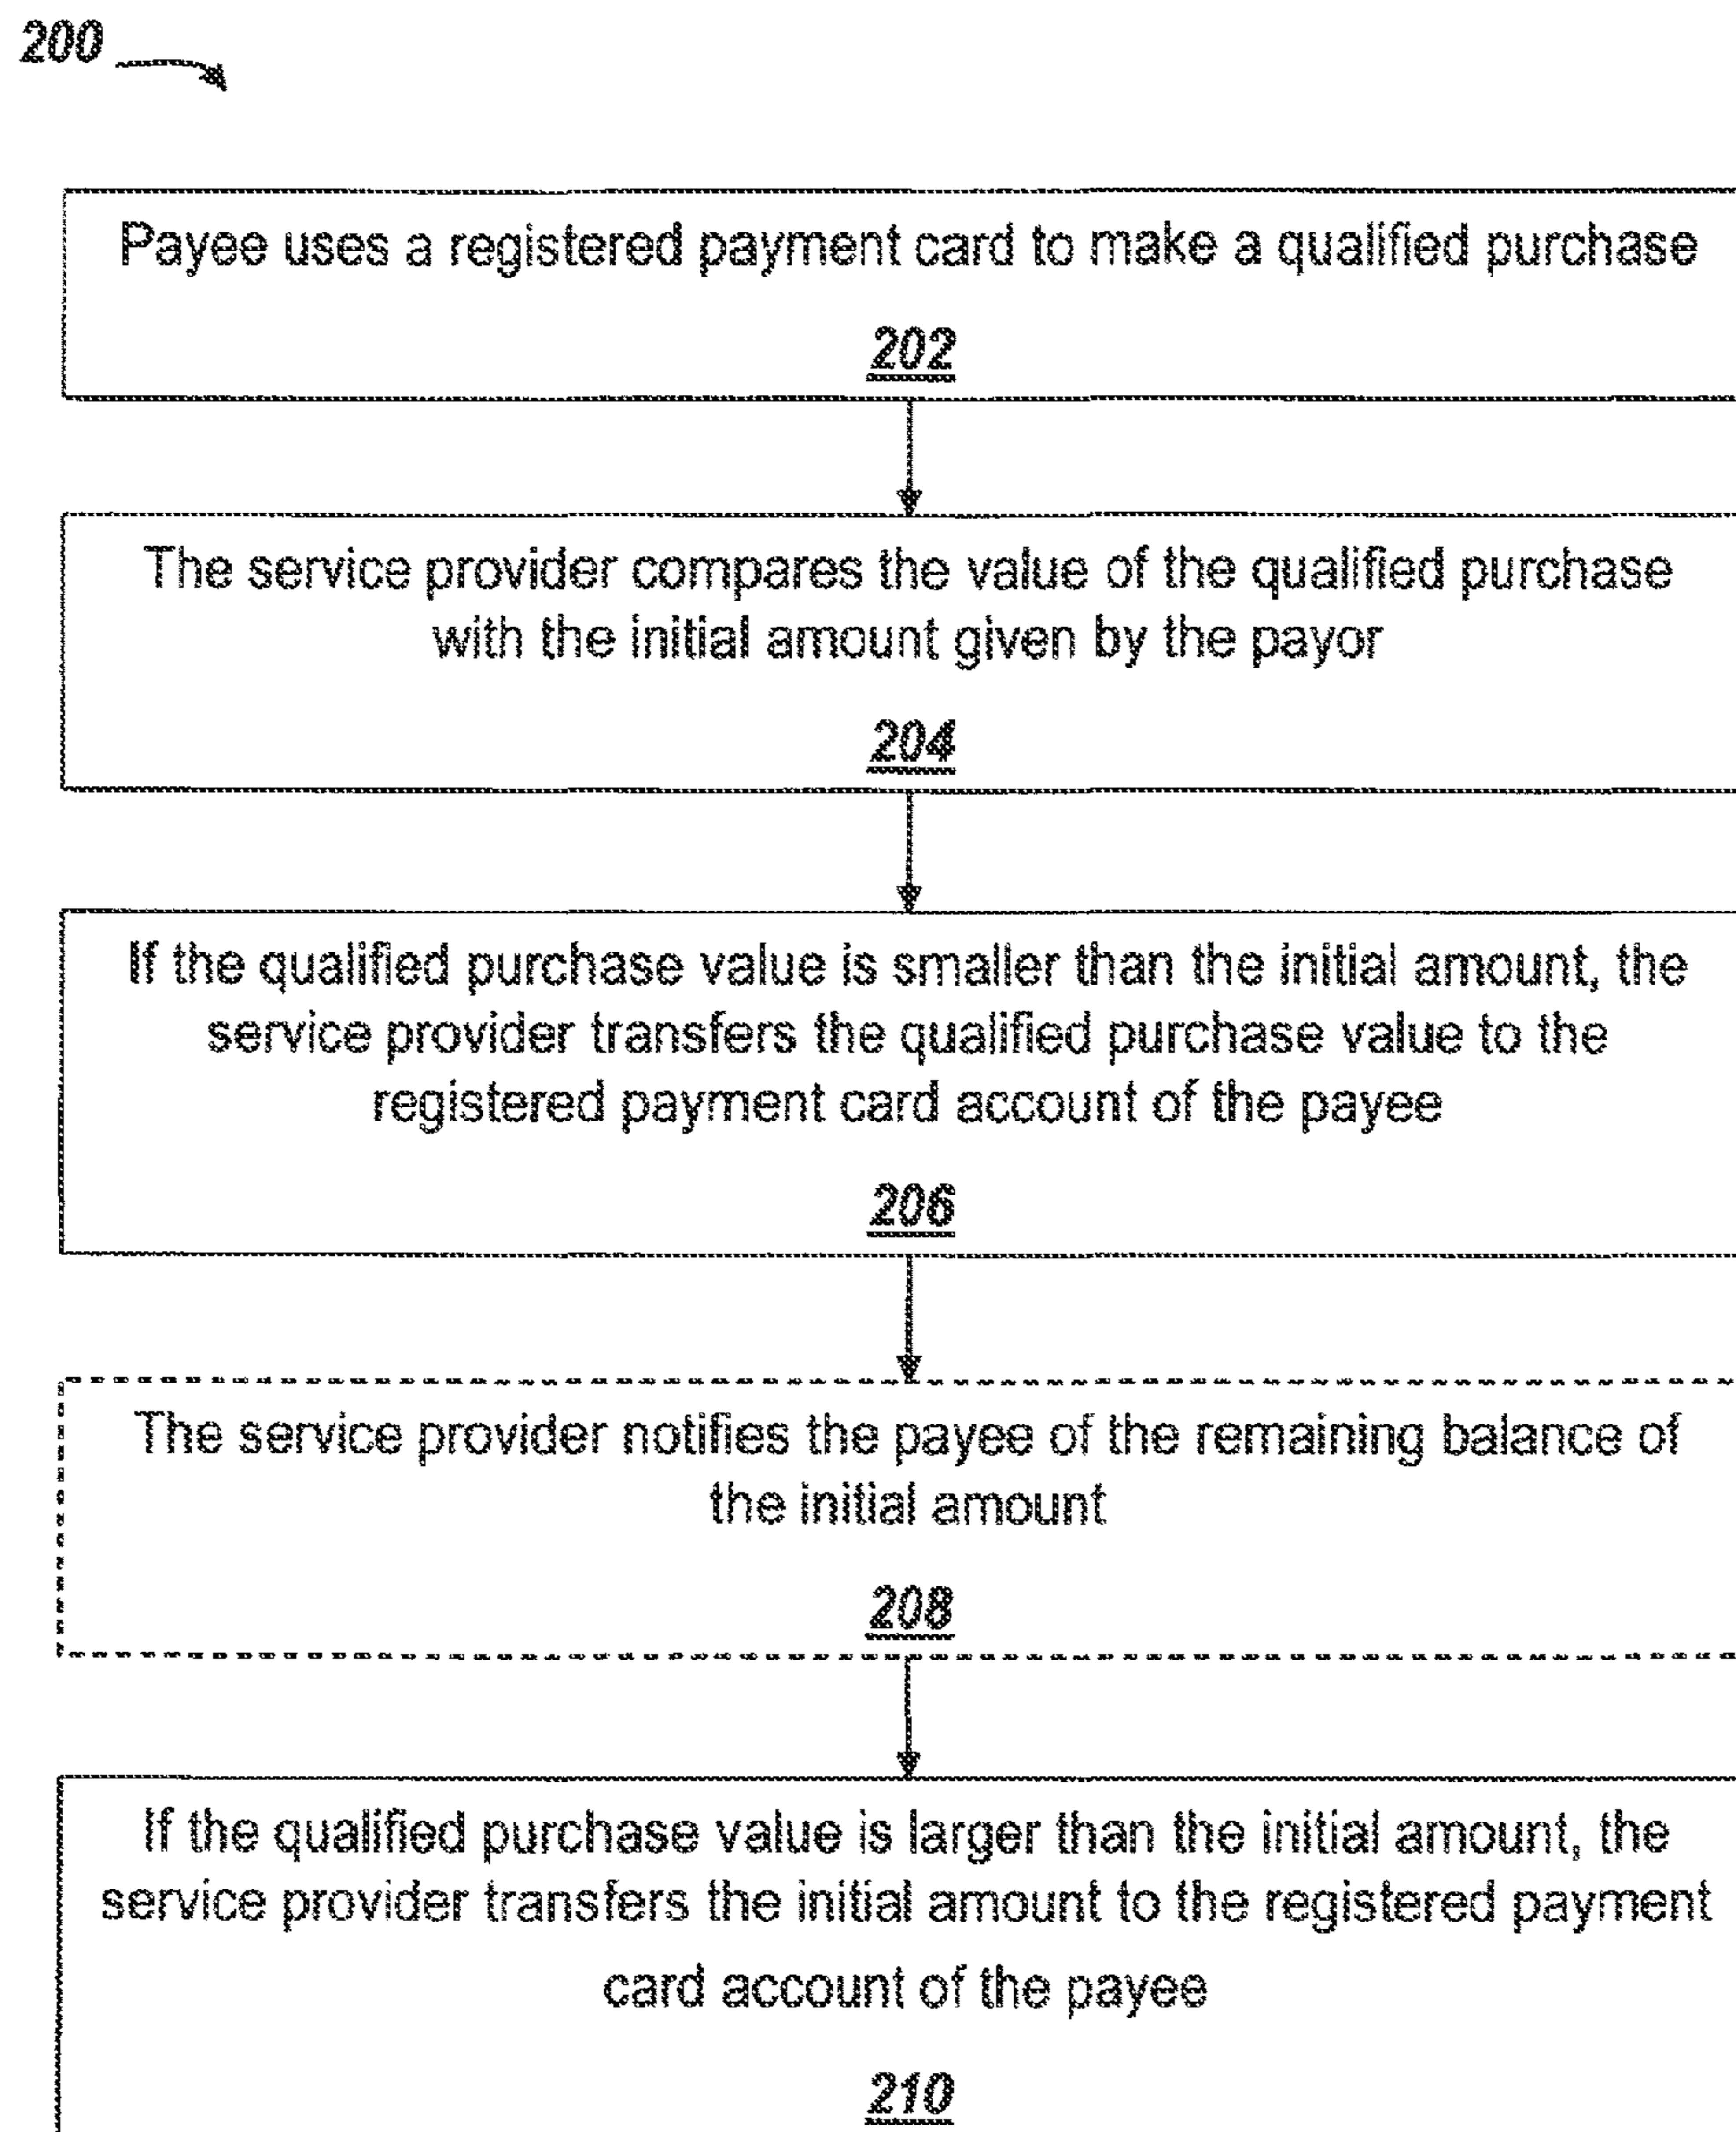 200
Payee uses a registered payment card to make a qualified purchase
202
The service provider compares the value of the qualified purchase
with the initial amount given by the payor
204
If the qualified purchase value is smaller than the initial amount, the
service provider transfers the qualified purchase value to the
registered payment card account of the payee
206
The service provider notifies the payee of the remaining balance of
the initial amount
208
If the qualified purchase value is larger than the initial amount, the
service provider transfers the initial amount to the registered payment
card account of the payee
210